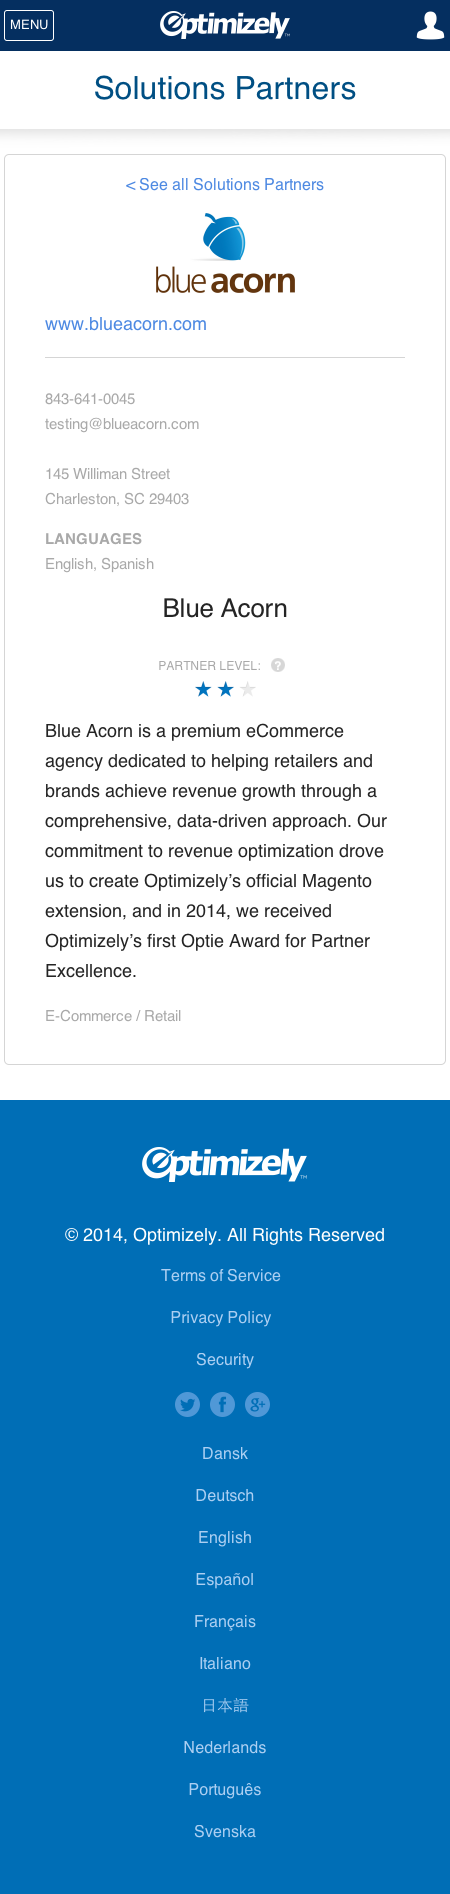 MENU
Optimizely™
Solutions Partners
< See all Solutions Partners
blue acorn
www.blueacorn.com
843-641-0045
testing@blueacorn.com
145 Williman Street
Charleston, SC 29403
LANGUAGES
English, Spanish
Blue Acorn
PARTNER LEVEL: ?
Blue Acorn is a premium eCommerce
agency dedicated to helping retailers and
brands achieve revenue growth through a
comprehensive, data-driven approach. Our
commitment to revenue optimization drove
us to create Optimizely’s official Magento
extension, and in 2014, we received
Optimizely’s first Optie Award for Partner
Excellence.
E-Commerce / Retail
Optimizely™
© 2014, Optimizely. All Rights Reserved
Terms of Service
Privacy Policy
Security
Dansk
Deutsch
English
Español
Français
Italiano
日本語
Nederlands
Português
Svenska